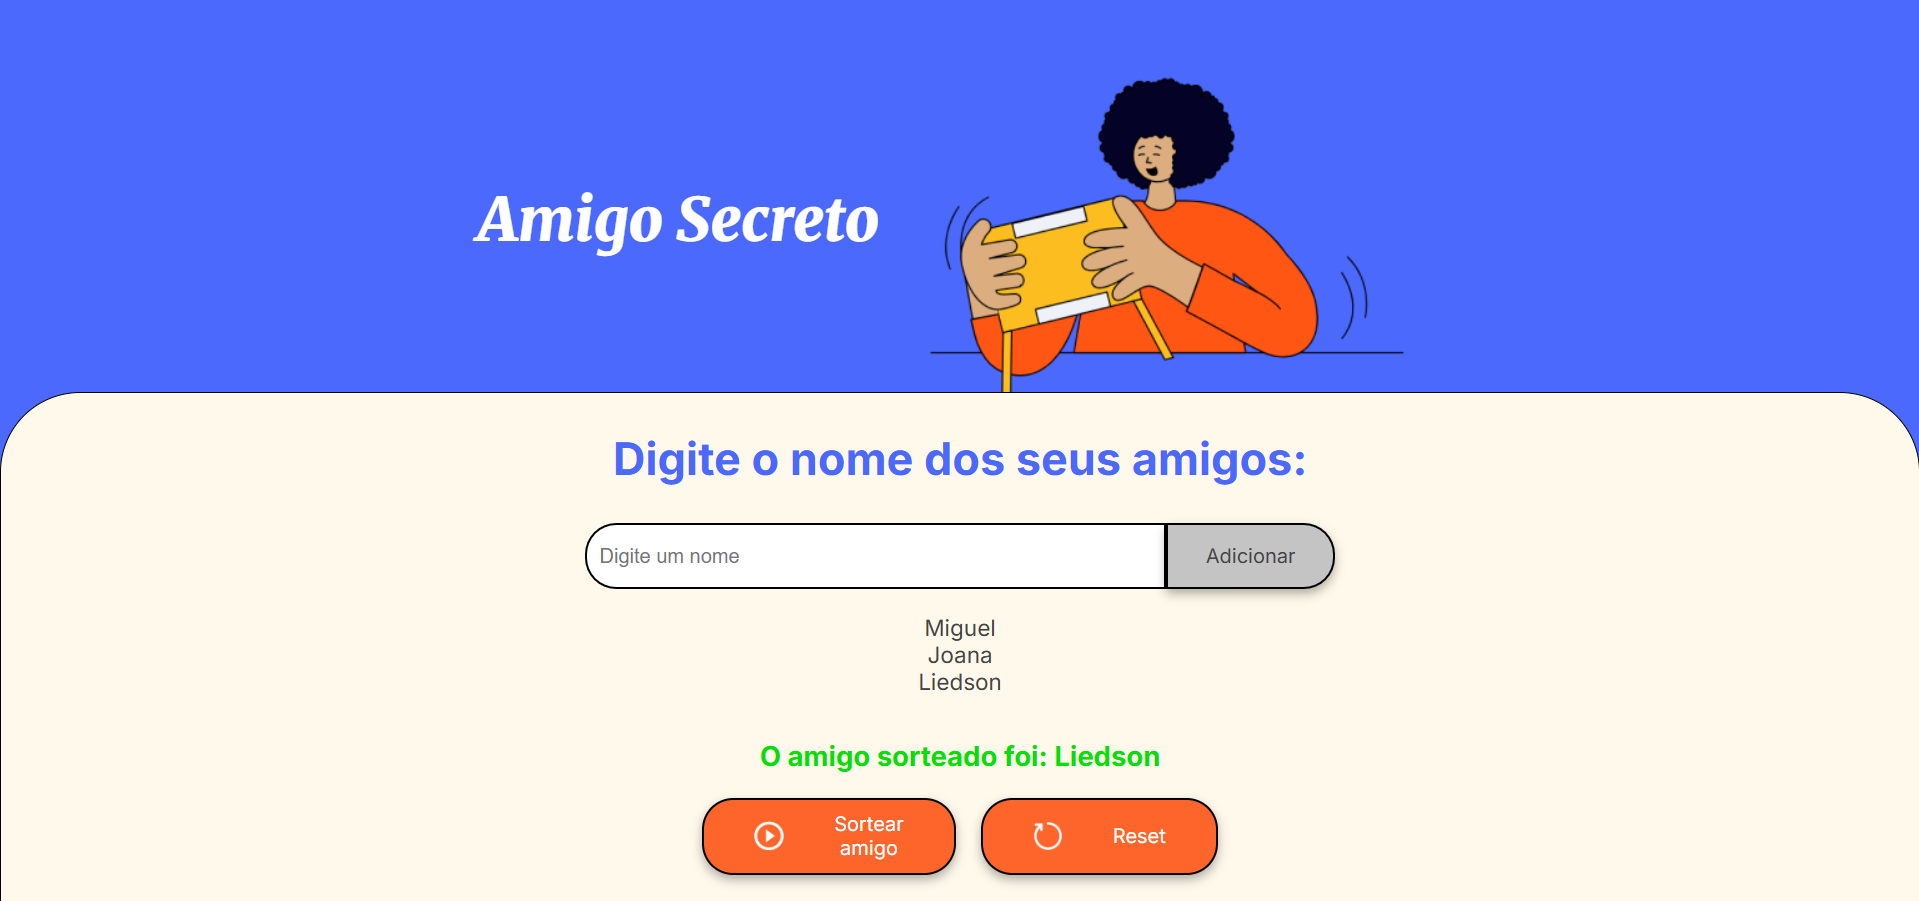 Amigo Secreto
Digite o nome dos seus amigos:
Digite um nome
Adicionar
Miguel
Joana
Liedson
O amigo sorteado foi: Liedson
Sortear
amigo
Reset